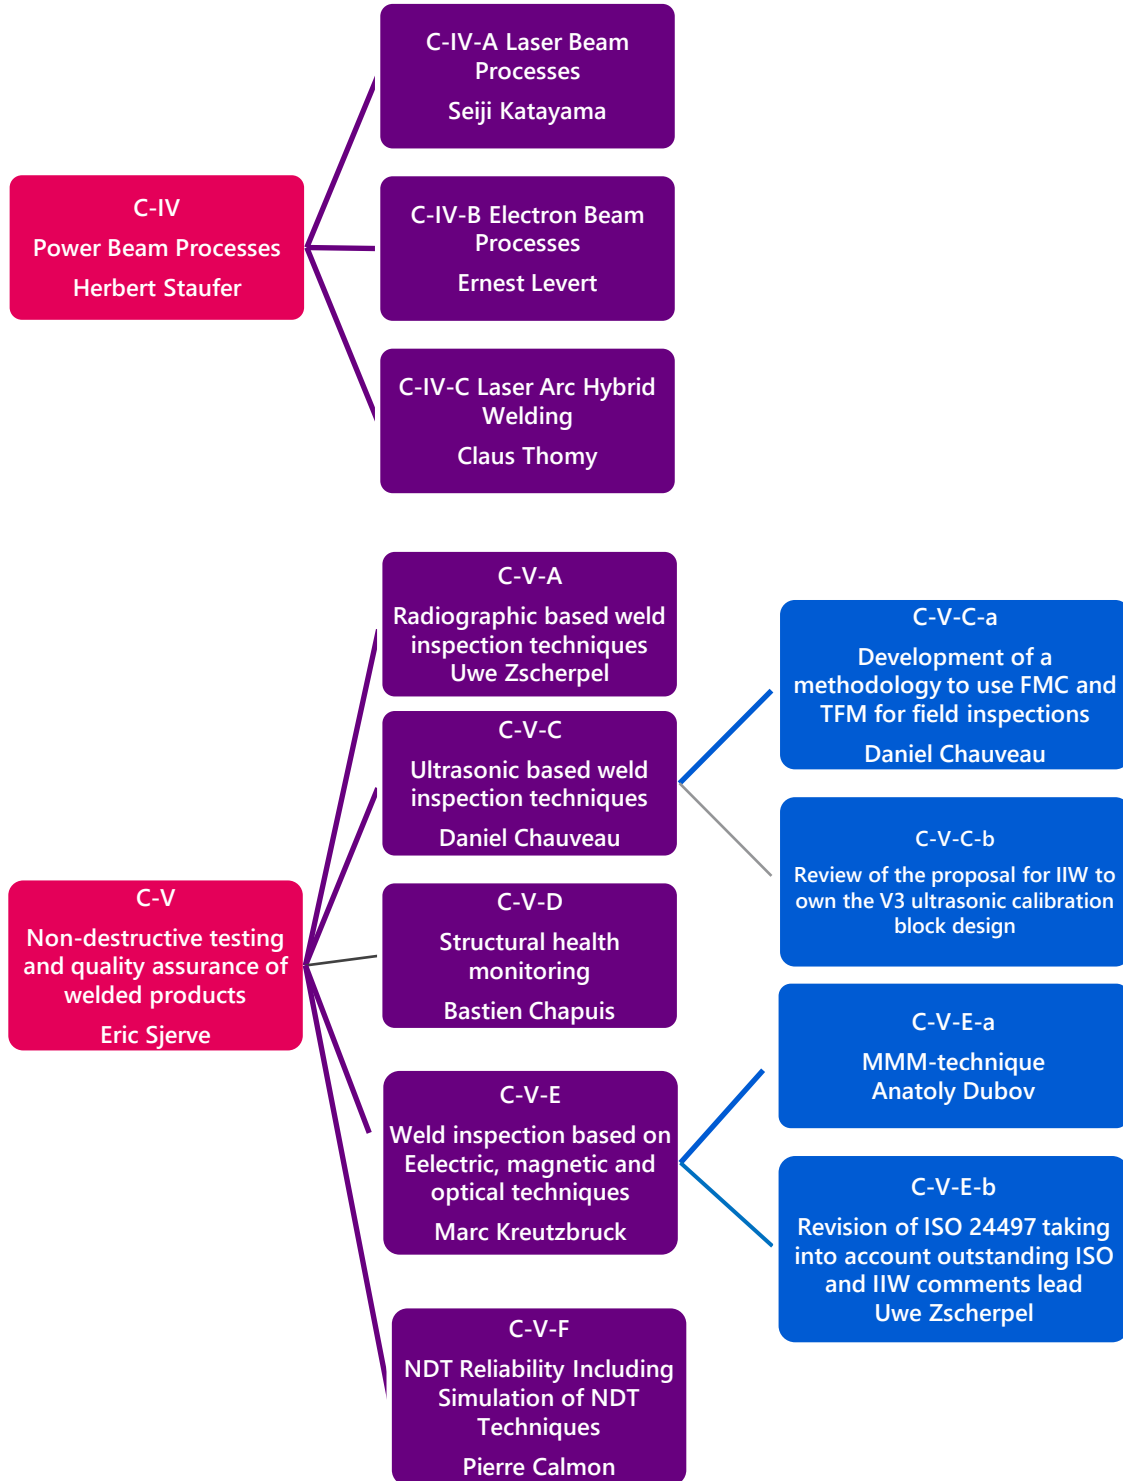 C-IV-A Laser Beam
Processes
Seiji Katayama
C-IV
Power Beam Processes
Herbert Staufer
C-IV-B Electron Beam
Processes
Ernest Levert
C-IV-C Laser Arc Hybrid
Welding
Claus Thomy
C-V
Non-destructive testing
and quality assurance of
welded products
Eric Sjerve
C-V-A
Radiographic based weld
inspection techniques
Uwe Zscherpel
C-V-C
Ultrasonic based weld
inspection techniques
Daniel Chauveau
C-V-C-a
Development of a
methodology to use FMC and
TFM for field inspections
Daniel Chauveau
C-V-C-b
Review of the proposal for IIW to
own the V3 ultrasonic calibration
block design
C-V-D
Structural health
monitoring
Bastien Chapuis
C-V-E
Weld inspection based on
Eelectric, magnetic and
optical techniques
Marc Kreutzbruck
C-V-E-a
MMM-technique
Anatoly Dubov
C-V-E-b
Revision of ISO 24497 taking
into account outstanding ISO
and IIW comments lead
Uwe Zscherpel
C-V-F
NDT Reliability Including
Simulation of NDT
Techniques
Pierre Calmon